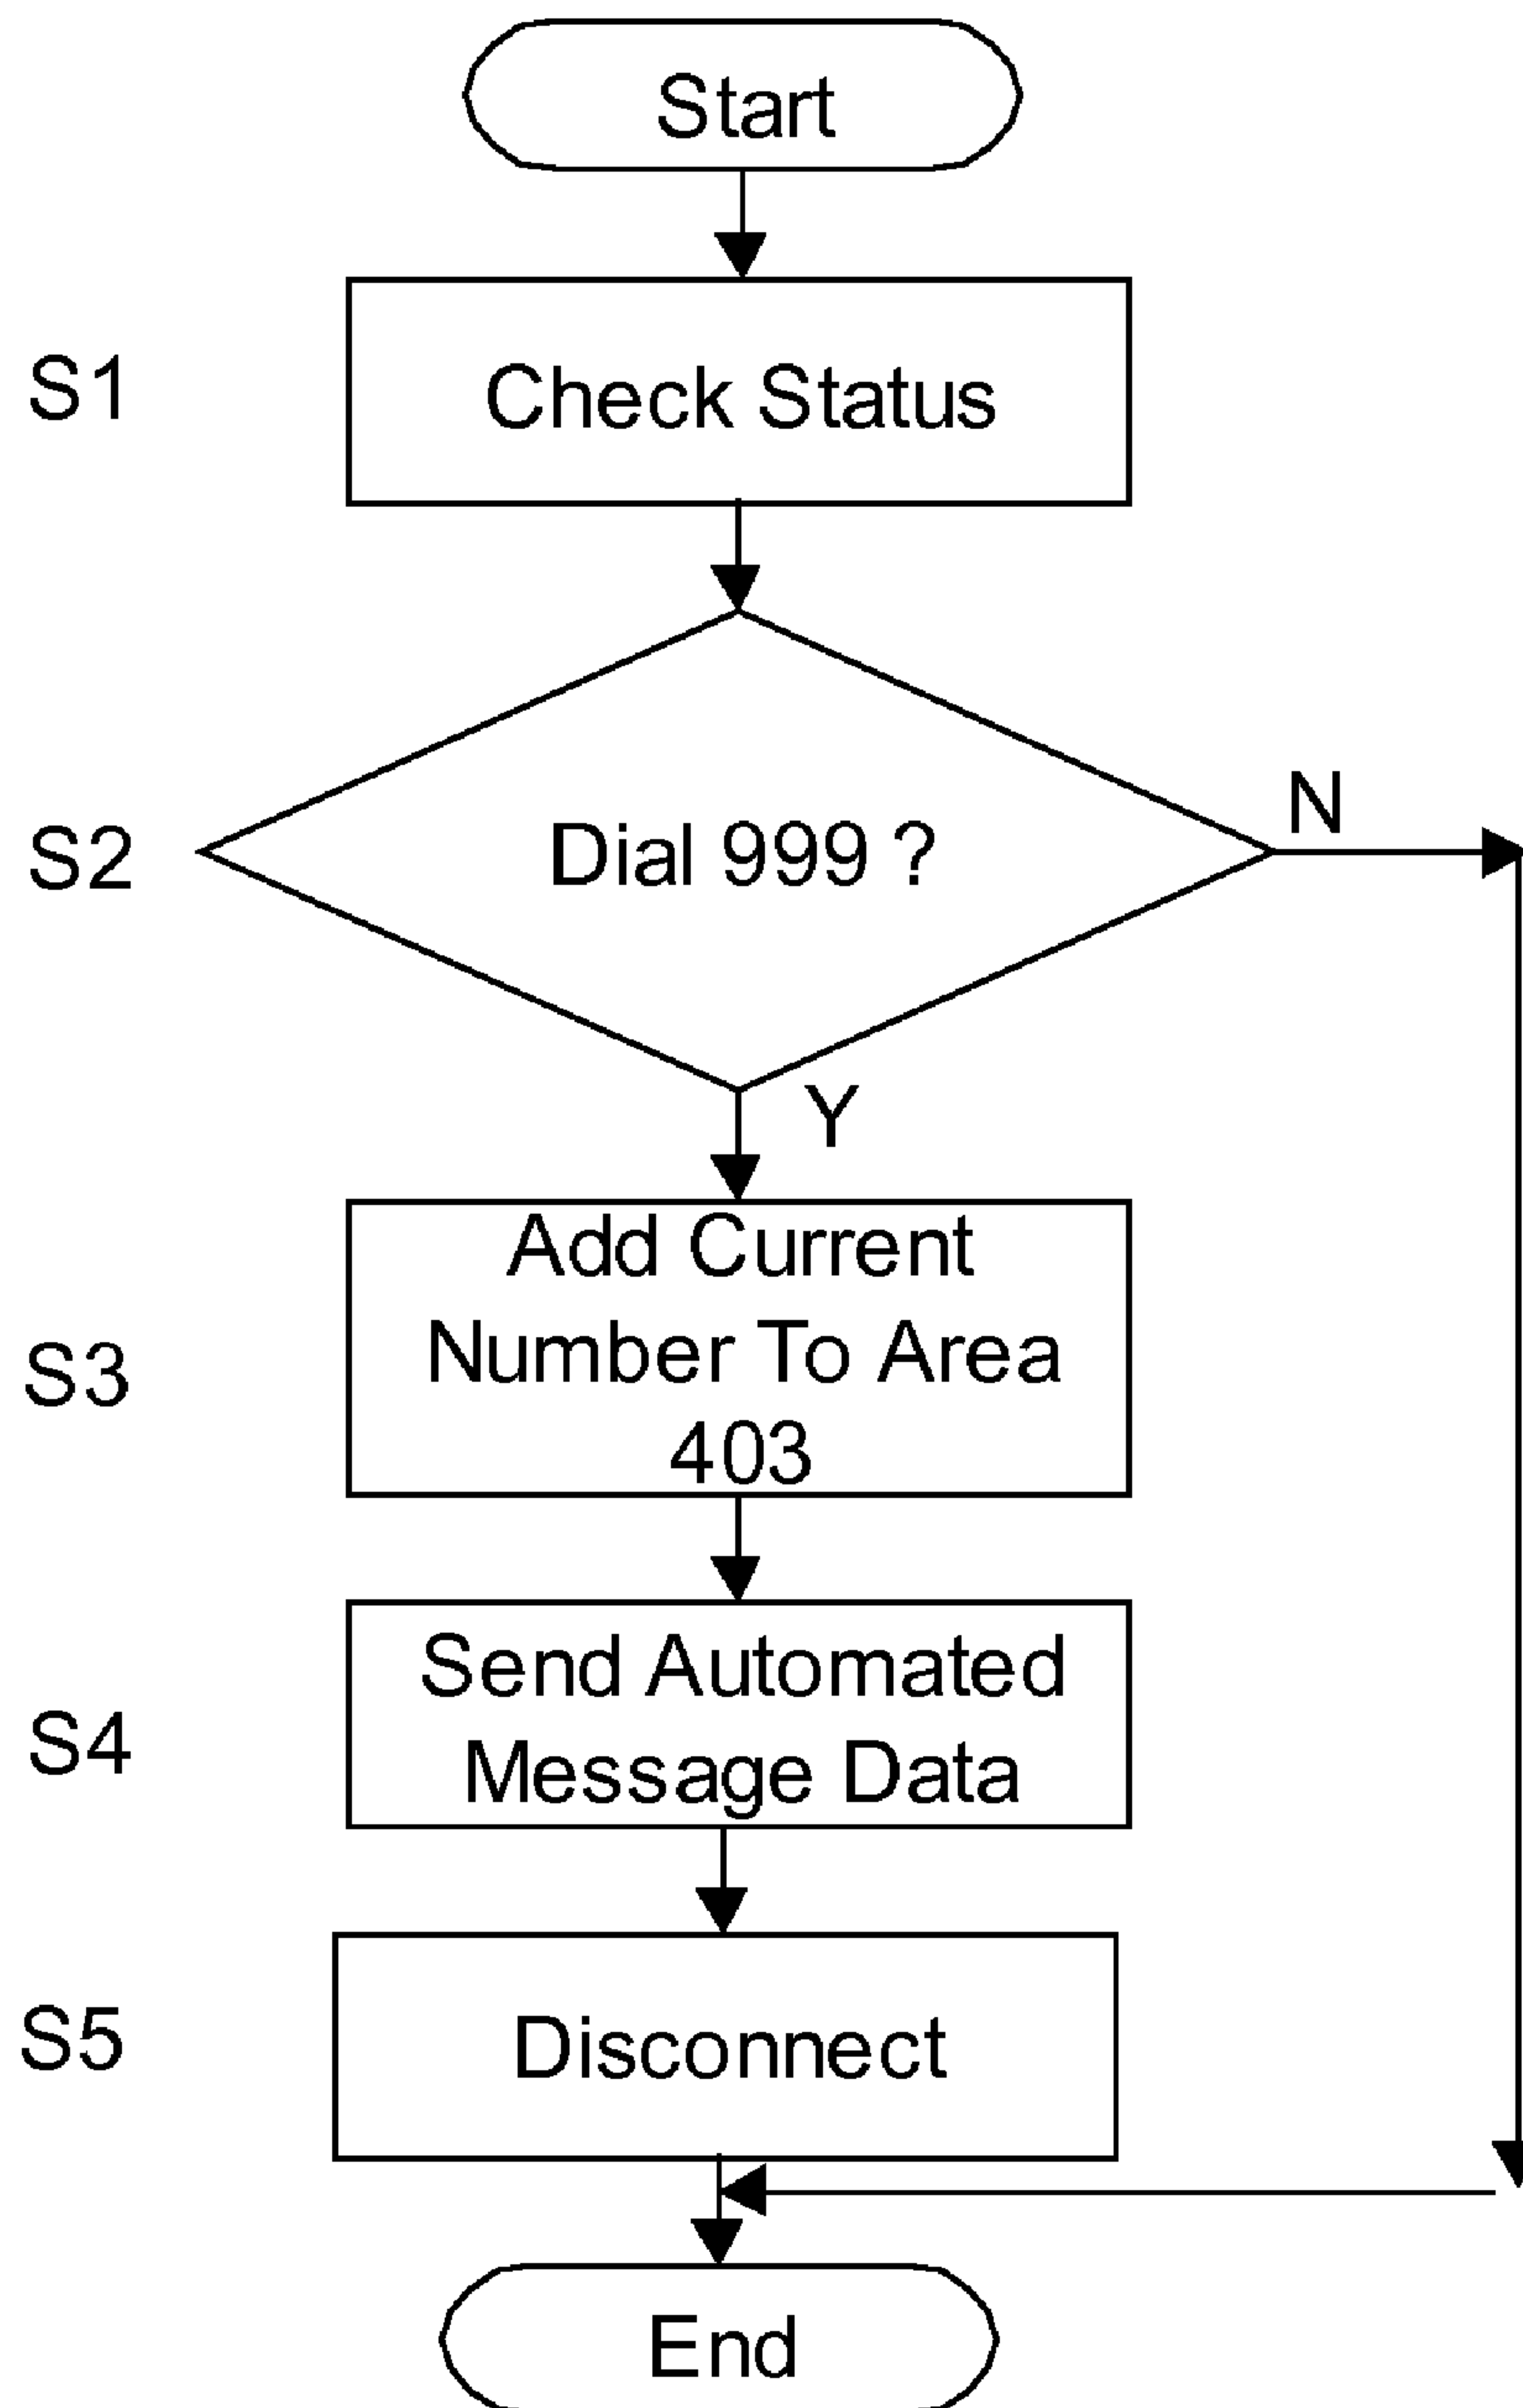 Start
S1
Check Status
S2
Dial 999 ?
N
Y
S3
Add Current
Number To Area
403
S4
Send Automated
Message Data
S5
Disconnect
End